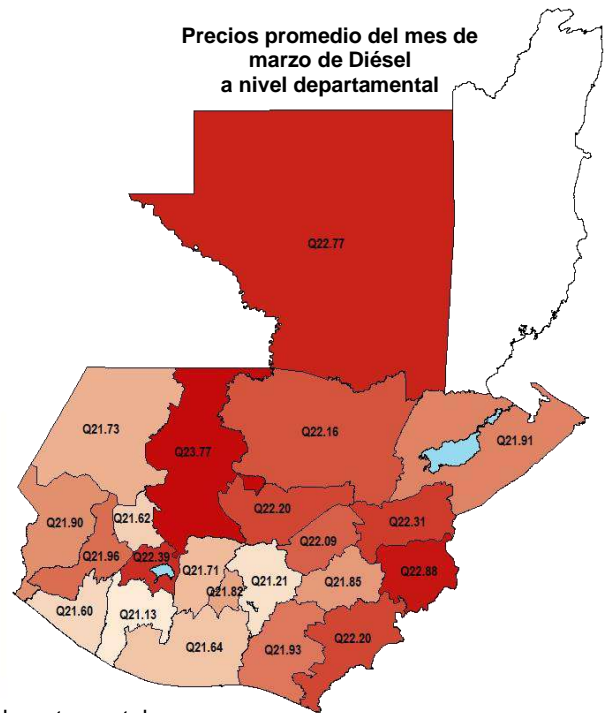 Precios promedio del mes de
marzo de Diésel
a nivel departamental
Q22.77
Q21.73
Q23.77
Q22.16
Q21.91
Q21.90
Q21.62
Q22.20
Q22.31
Q21.96
Q22.39
Q22.09
Q21.71
Q21.82
Q21.21
Q21.85
Q22.88
Q21.60
Q21.13
Q21.64
Q21.93
Q22.20